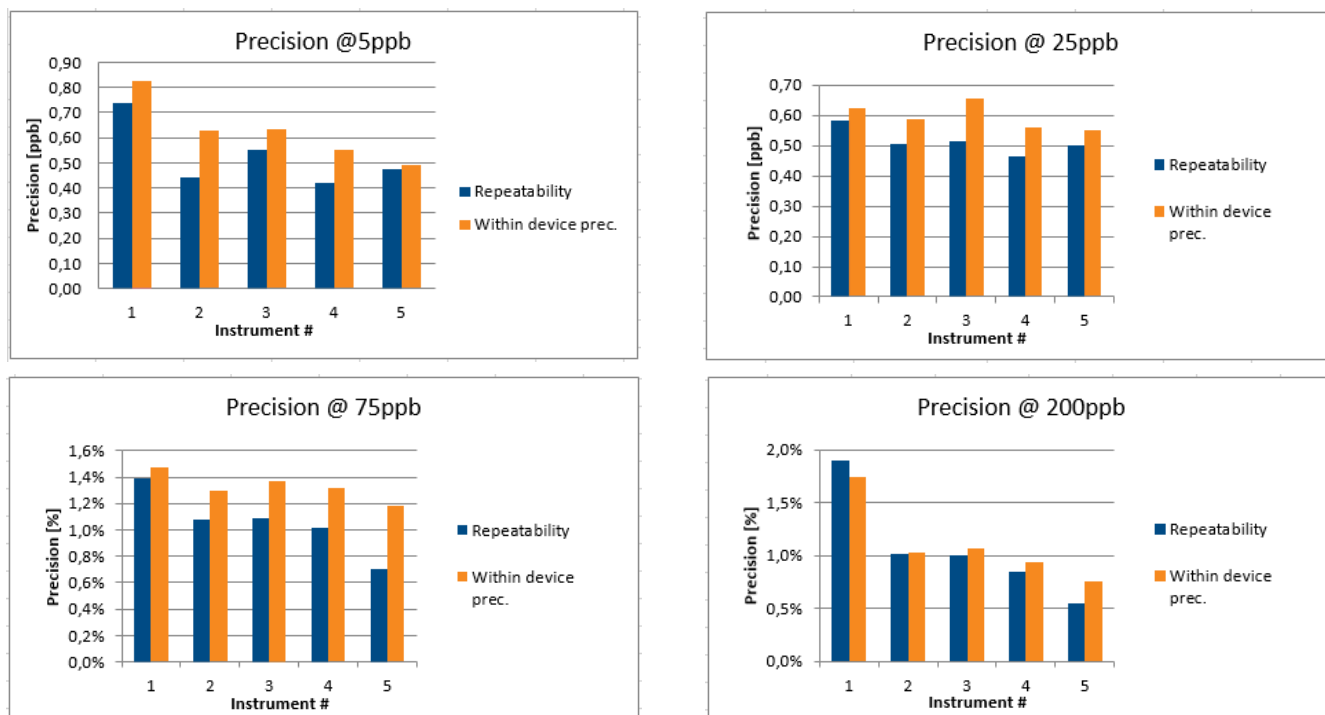 Precision @5ppb
Precision [ppb]
0,90
0,80
0,70
0,60
0,50
0,40
0,30
0,20
0,10
0,00
1 2 3 4 5
Instrument #
Repeatability
Within device prec.
Precision @ 25ppb
Precision [ppb]
0,70
0,60
0,50
0,40
0,30
0,20
0,10
0,00
1 2 3 4 5
Instrument #
Repeatability
Within device
prec.
Precision @ 75ppb
Precision [%]
1,6%
1,4%
1,2%
1,0%
0,8%
0,6%
0,4%
0,2%
0,0%
1 2 3 4 5
Instrument #
Repeatability
Within device
prec.
Precision @ 200ppb
Precision [%]
2,0%
1,5%
1,0%
0,5%
0,0%
1 2 3 4 5
Instrument #
Repeatability
Within device
prec.